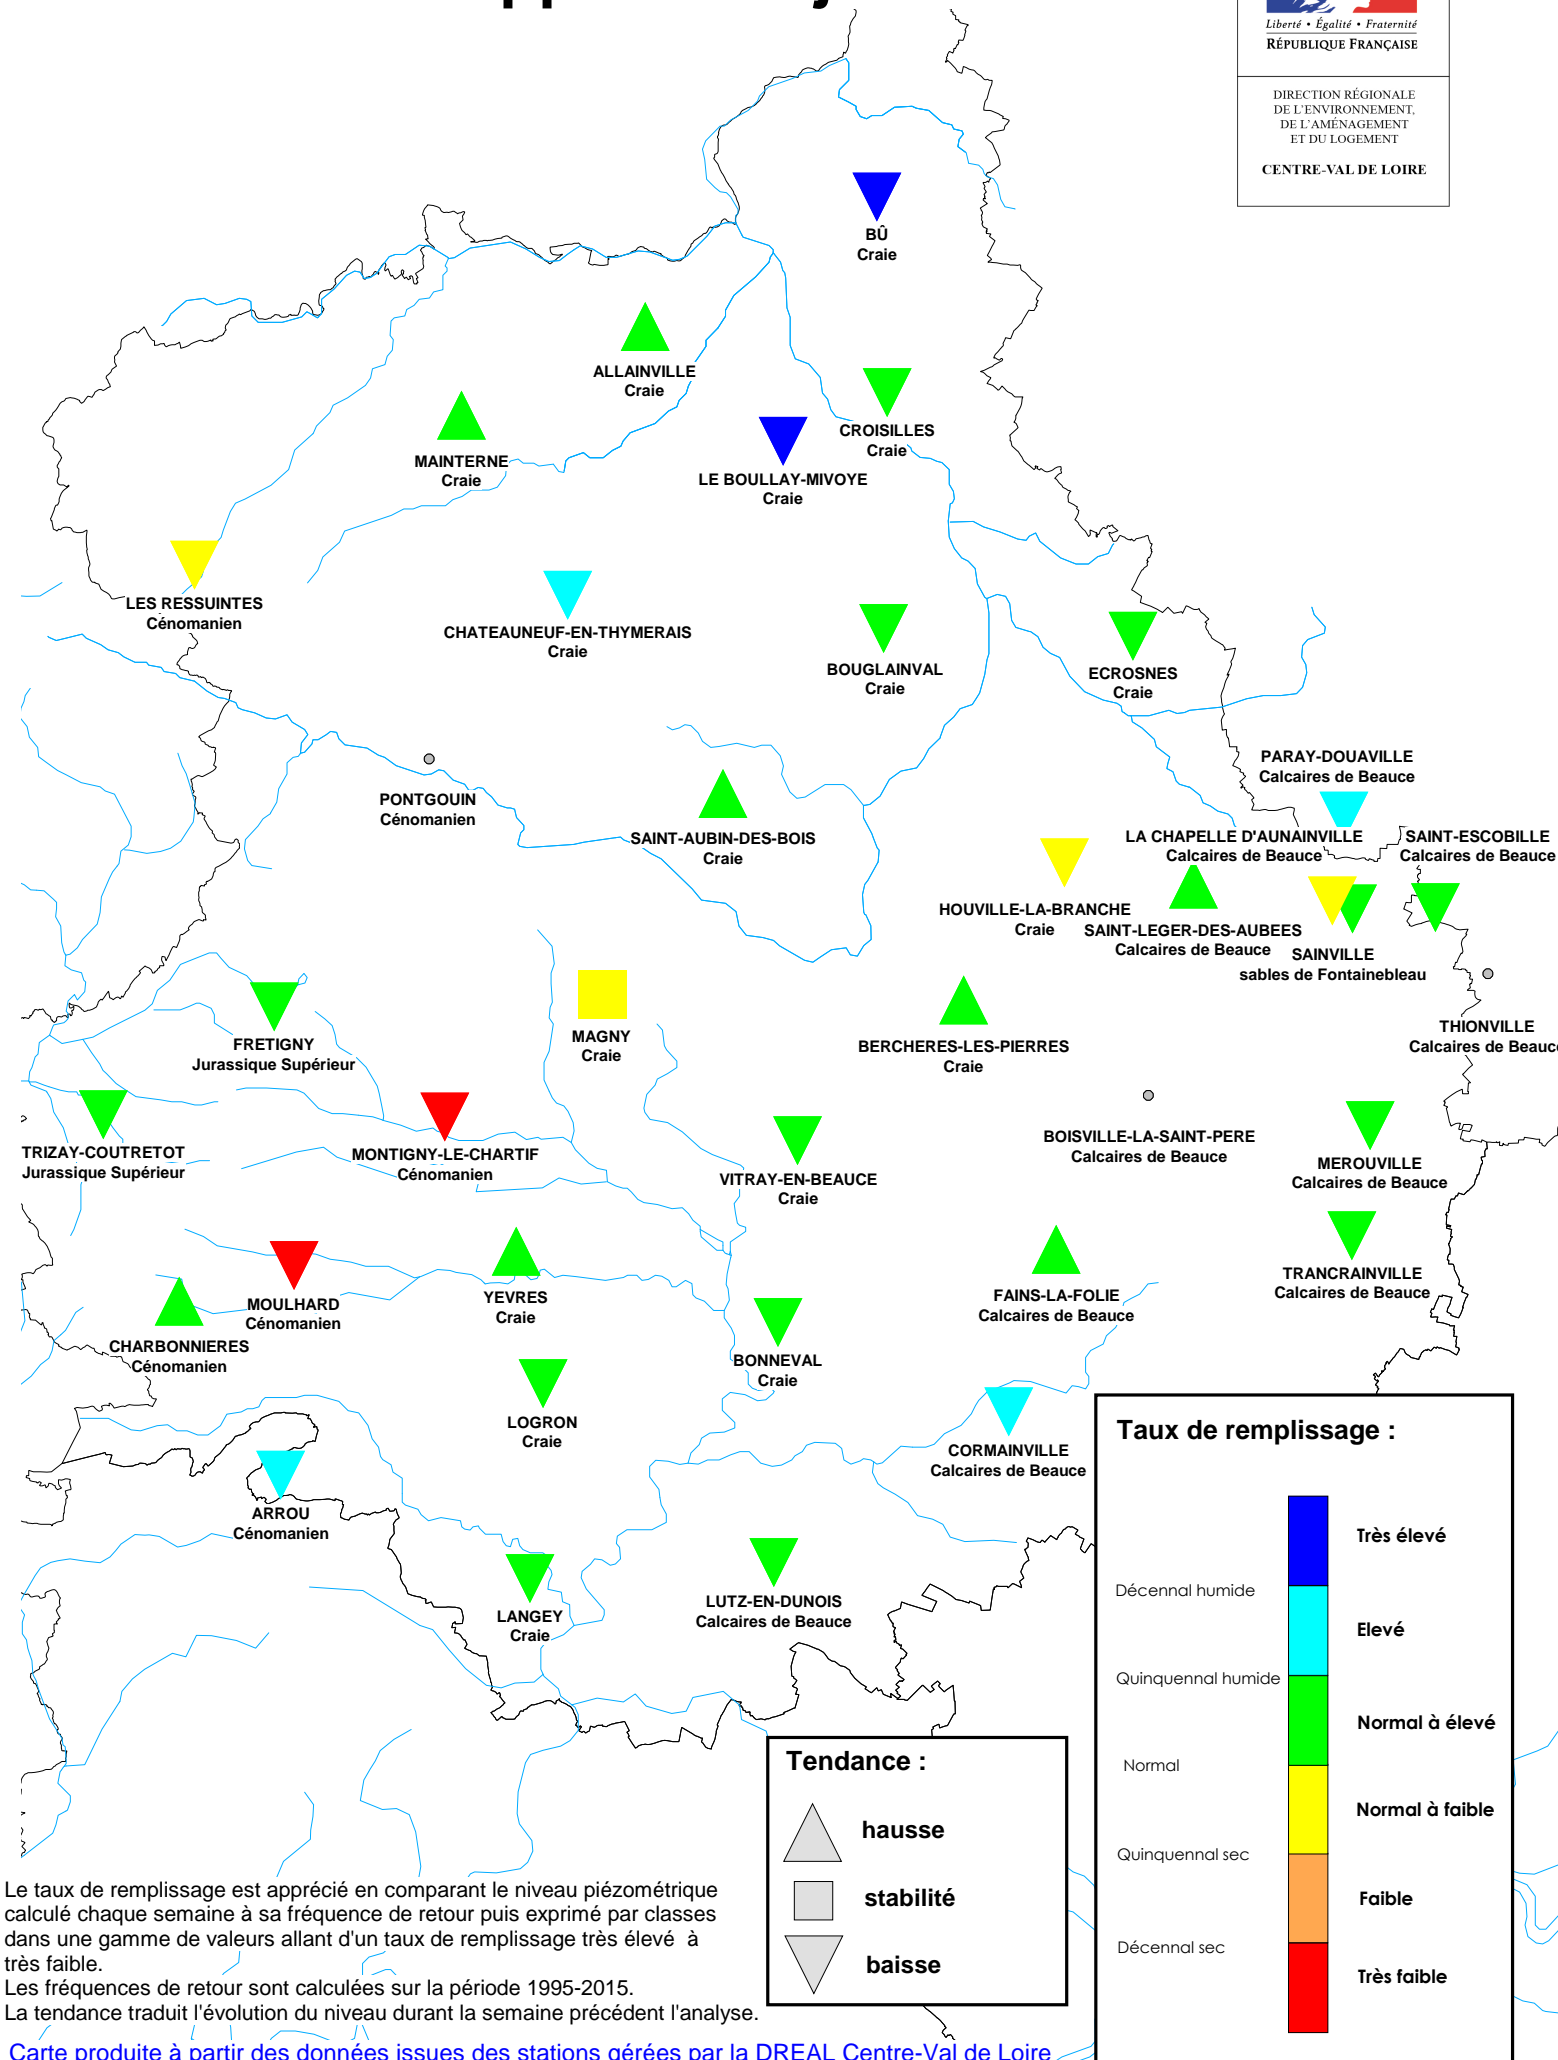 Liberté • Égalité • Fraternité
RÉPUBLIQUE FRANÇAISE
DIRECTION RÉGIONALE
DE L'ENVIRONNEMENT,
DE L'AMÉNAGEMENT
ET DU LOGEMENT
CENTRE-VAL DE LOIRE
BÛ
Craie
ALLAINVILLE
Craie
CROISILLES
Craie
MAINTERNE
Craie
LE BOULLAY-MIVOYE
Craie
LES RESSUINTES
Cénomanien
CHATEAUNEUF-EN-THYMERAIS
Craie
BOUGLAINVAL
Craie
ECROSNES
Craie
PARAY-DOUAVILLE
Calcaires de Beauce
PONTGOUIN
Cénomanien
SAINT-AUBIN-DES-BOIS
Craie
LA CHAPELLE D'AUNAINVILLE
Calcaires de Beauce
SAINT-ESCOBILLE
Calcaires de Beauce
HOUVILLE-LA-BRANCHE
Craie
SAINT-LEGER-DES-AUBEES
Calcaires de Beauce
SAINVILLE
sables de Fontainebleau
FRETIGNY
Jurassique Supérieur
MAGNY
Craie
BERCHERES-LES-PIERRES
Craie
THIONVILLE
Calcaires de Beauce
TRIZAY-COUTRETOT
Jurassique Supérieur
MONTIGNY-LE-CHARTIF
Cénomanien
VITRAY-EN-BEAUCE
Craie
BOISVILLE-LA-SAINT-PERE
Calcaires de Beauce
MEROUVILLE
Calcaires de Beauce
MOULHARD
Cénomanien
YEVRES
Craie
FAINS-LA-FOLIE
Calcaires de Beauce
TRANCRAINVILLE
Calcaires de Beauce
CHARBONNIERES
Cénomanien
BONNEVAL
Craie
LOGRON
Craie
CORMAINVILLE
Calcaires de Beauce
ARROU
Cénomanien
LANGEY
Craie
LUTZ-EN-DUNOIS
Calcaires de Beauce
Taux de remplissage :
Très élevé
Décennal humide
Elevé
Quinquennal humide
Normal à élevé
Normal
Normal à faible
Quinquennal sec
Faible
Décennal sec
Très faible
Tendance :
hausse
stabilité
baisse
Le taux de remplissage est apprécié en comparant le niveau piézométrique
calculé chaque semaine à sa fréquence de retour puis exprimé par classes
dans une gamme de valeurs allant d'un taux de remplissage très élevé à
très faible.
Les fréquences de retour sont calculées sur la période 1995-2015.
La tendance traduit l'évolution du niveau durant la semaine précédent l'analyse.
Carte produite à partir des données issues des stations gérées par la DREAL Centre-Val de Loire